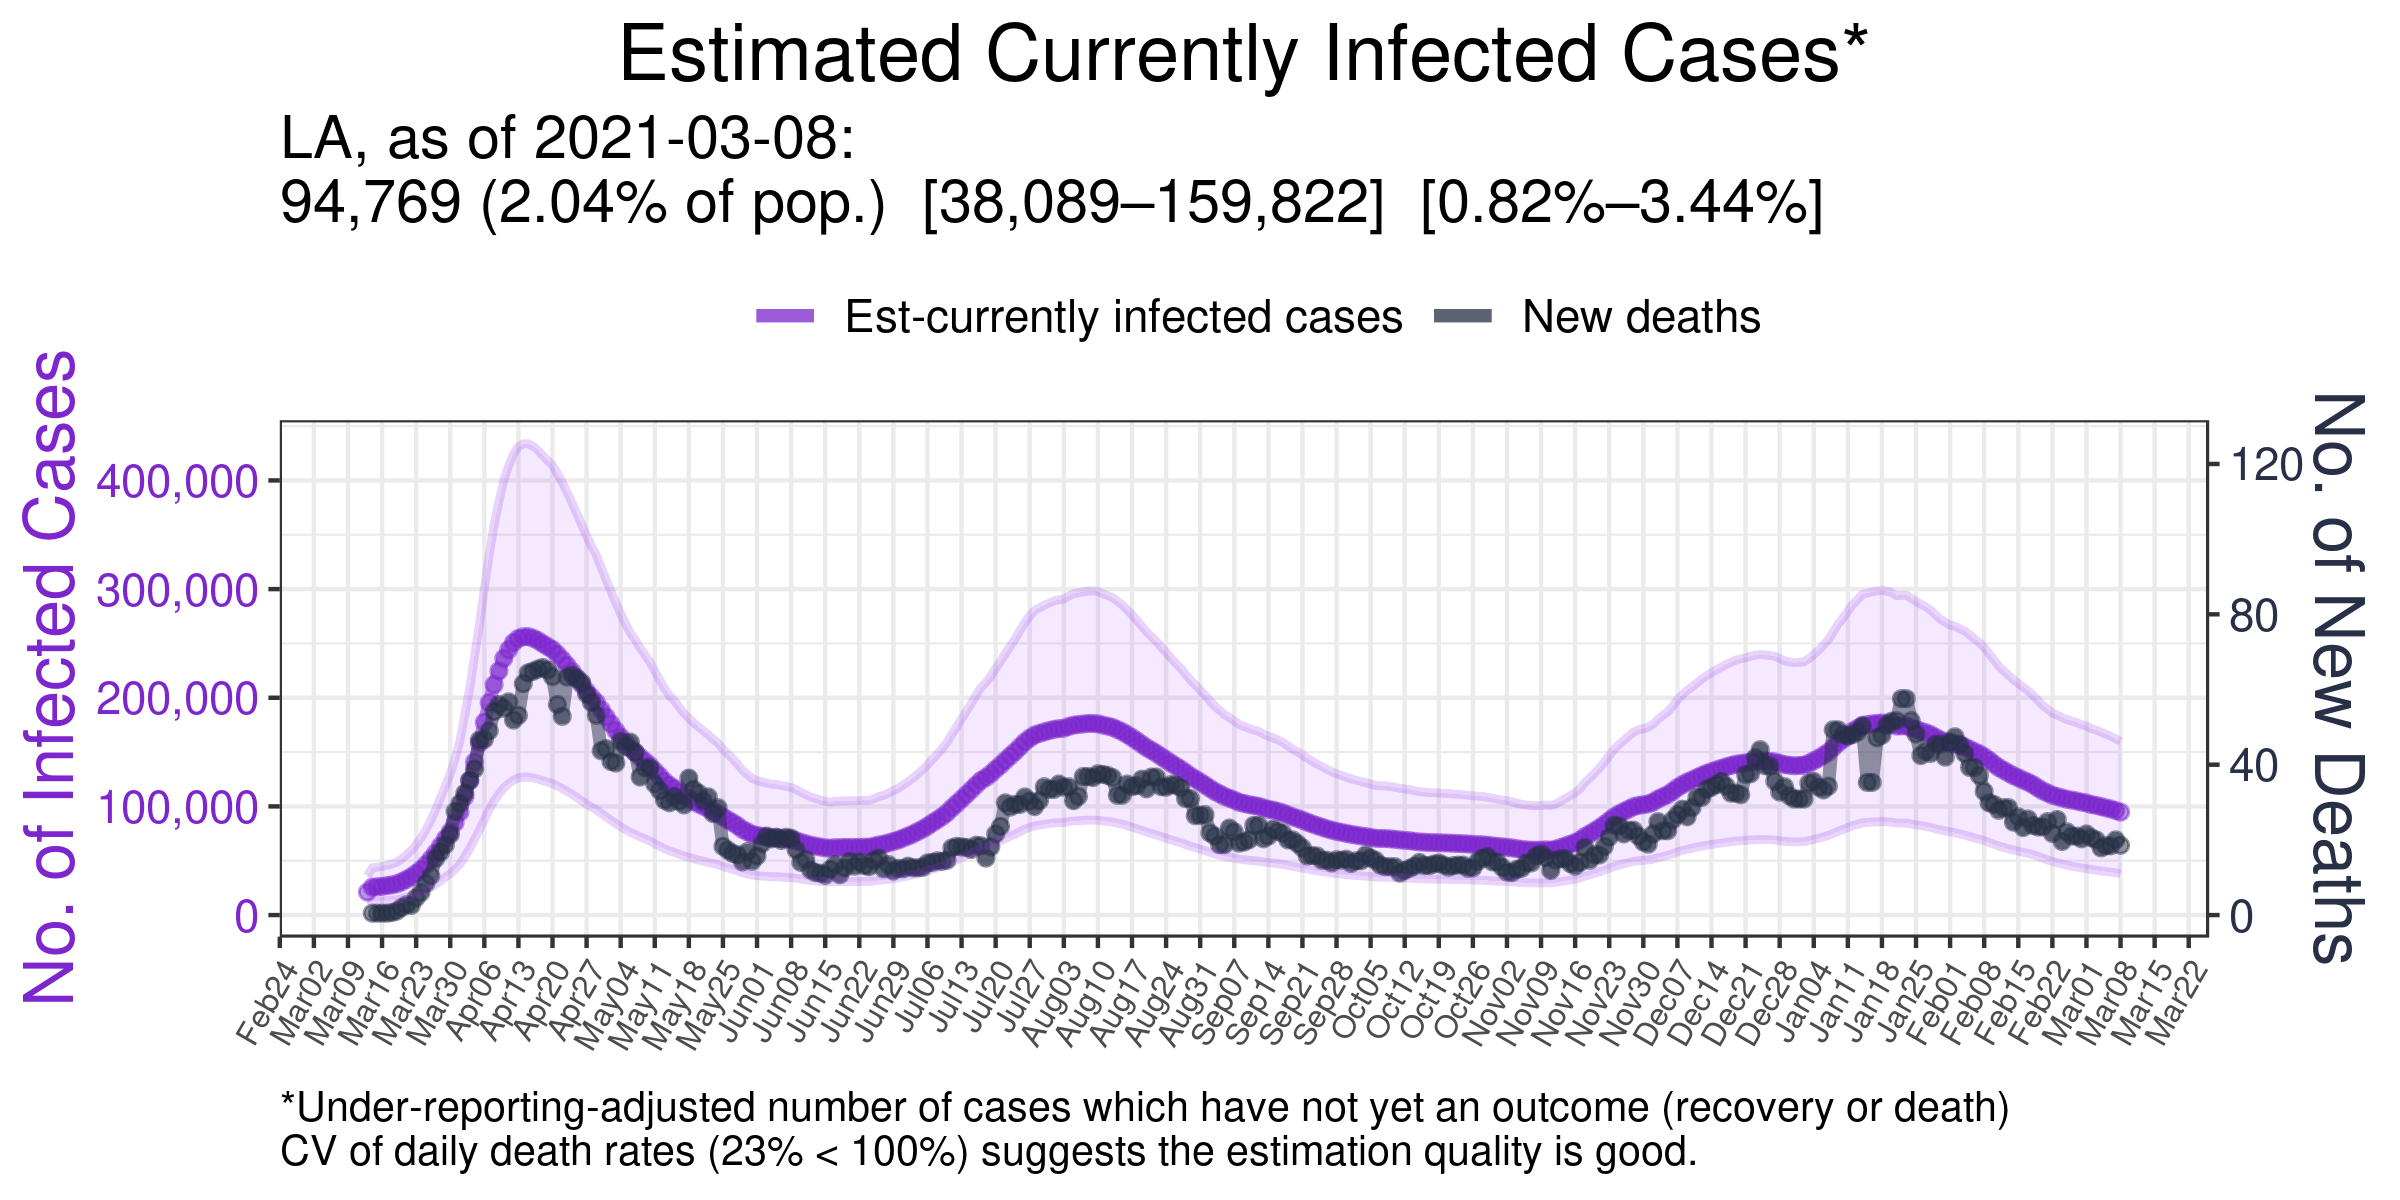 Estimated Currently Infected Cases*
LA, as of 2021-03-08:
94,769 (2.04% of pop.)  [38,089–159,822]  [0.82%–3.44%]
Est-currently infected cases
New deaths
No. of Infected Cases
400,000
300,000
200,000
100,000
0
120
80
40
0
No. of New Deaths
Feb24
Mar02
Mar09
Mar16
Mar23
Mar30
Apr06
Apr13
Apr20
Apr27
May04
May11
May18
May25
Jun01
Jun08
Jun15
Jun22
Jun29
Jul06
Jul13
Jul20
Jul27
Aug03
Aug10
Aug17
Aug24
Aug31
Sep07
Sep14
Sep21
Sep28
Oct05
Oct12
Oct19
Oct26
Nov02
Nov09
Nov16
Nov23
Nov30
Dec07
Dec14
Dec21
Dec28
Jan04
Jan11
Jan18
Jan25
Feb01
Feb08
Feb15
Feb22
Mar01
Mar08
Mar15
Mar22
*Under-reporting-adjusted number of cases which have not yet an outcome (recovery or death)
CV of daily death rates (23% < 100%) suggests the estimation quality is good.